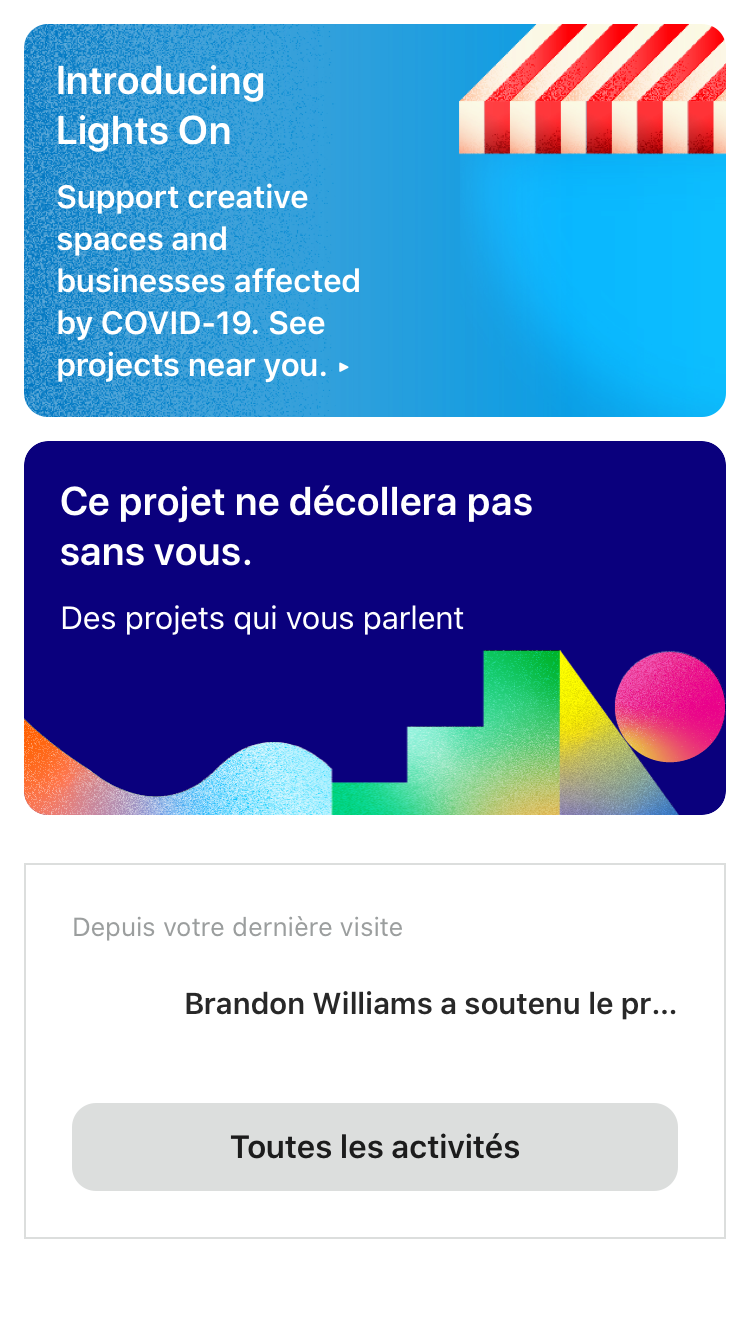 Introducing
Lights On
Support creative
spaces and
businesses affected
by COVID-19. See
projects near you. ▸
Ce projet ne décollera pas
sans vous.
Des projets qui vous parlent
Depuis votre dernière visite
Brandon Williams a soutenu le pr...
Toutes les activités